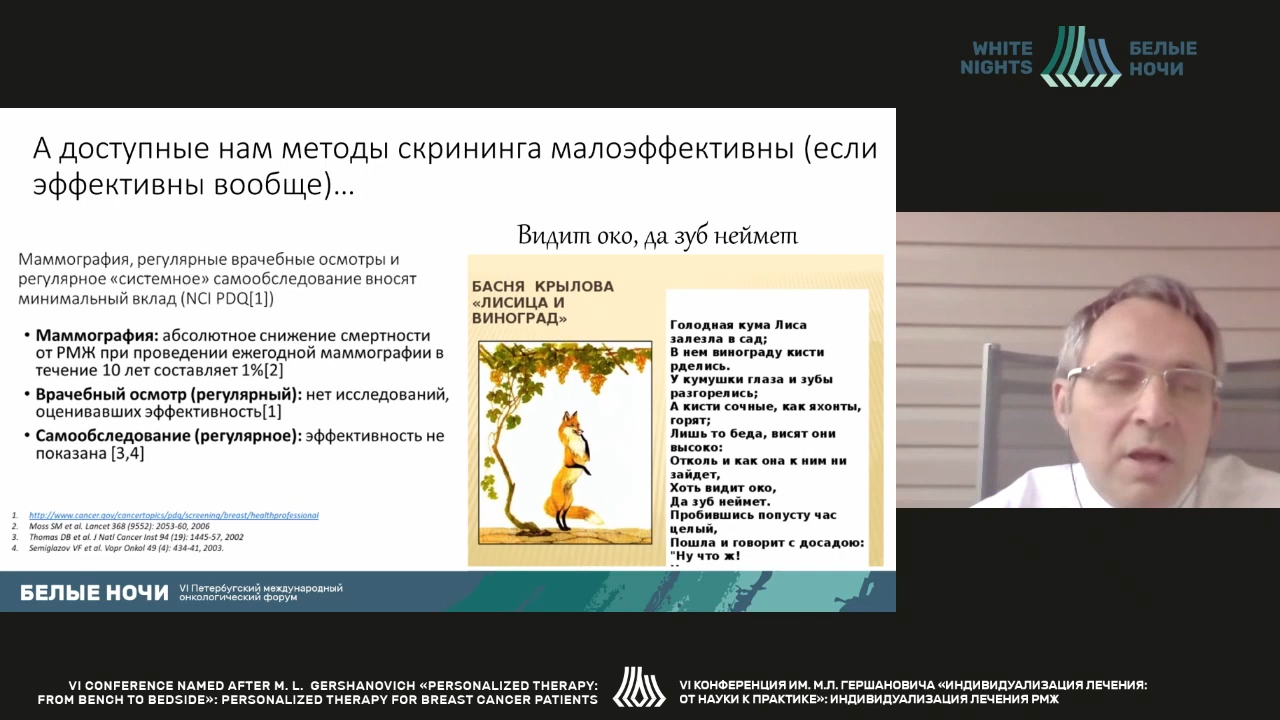 WHITE
NIGHTS
БЕЛЫЕ
НОЧИ
А доступные нам методы скрининга малоэффективны (если
эффективны вообще)...
Видит око, да зуб неймет
Маммография, регулярные врачебные осмотры и
регулярное «системное» самообследование вносят
минимальный вклад (NCI PDQ[1])
• Маммография: абсолютное снижение смертности
от РМЖ при проведении ежегодной маммографии в
течение 10 лет составляет 1%[2]
• Врачебный осмотр (регулярный): нет исследований,
оценивавших эффективность[1]
• Самообследование (регулярное): эффективность не
показана [3,4]
1. http://www.cancer.gov/cancertopics/pdq/screening/breast/healthprofessional
2. Moss SM et al. Lancet 368 (9552): 2053-60, 2006
3. Thomas DB et al. J Natl Cancer Inst 94 (19): 1445-57, 2002
4. Semiglazov VF et al. Vopr Onkol 49 (4): 434-41, 2003.
БАСНЯ КРЫЛОВА
«ЛИСИЦА И
ВИНОГРАД»
Голодная кума Лиса
залезла в сад;
В нем винограду кисти
рделись.
У кумушки глаза и зубы
разгорелись;
А кисти сочные, как яхонты,
горят;
Лишь то беда, висят они
высоко:
Отколь и как она к ним ни
зайдет,
Хоть видит око,
Да зуб неймет.
Пробившись попусту час
целый,
Пошла и говорит с досадою:
"Ну что ж!
БЕЛЫЕ НОЧИ
VI Петербугский международный
онкологический форум
VI CONFERENCE NAMED AFTER M. L. GERSHANOVICH «PERSONALIZED THERAPY:
FROM BENCH TO BEDSIDE»: PERSONALIZED THERAPY FOR BREAST CANCER PATIENTS
VI КОНФЕРЕНЦИЯ ИМ. М.Л. ГЕРШАНОВИЧА «ИНДИВИДУАЛИЗАЦИЯ ЛЕЧЕНИЯ:
ОТ НАУКИ К ПРАКТИКЕ»: ИНДИВИДУАЛИЗАЦИЯ ЛЕЧЕНИЯ РМЖ